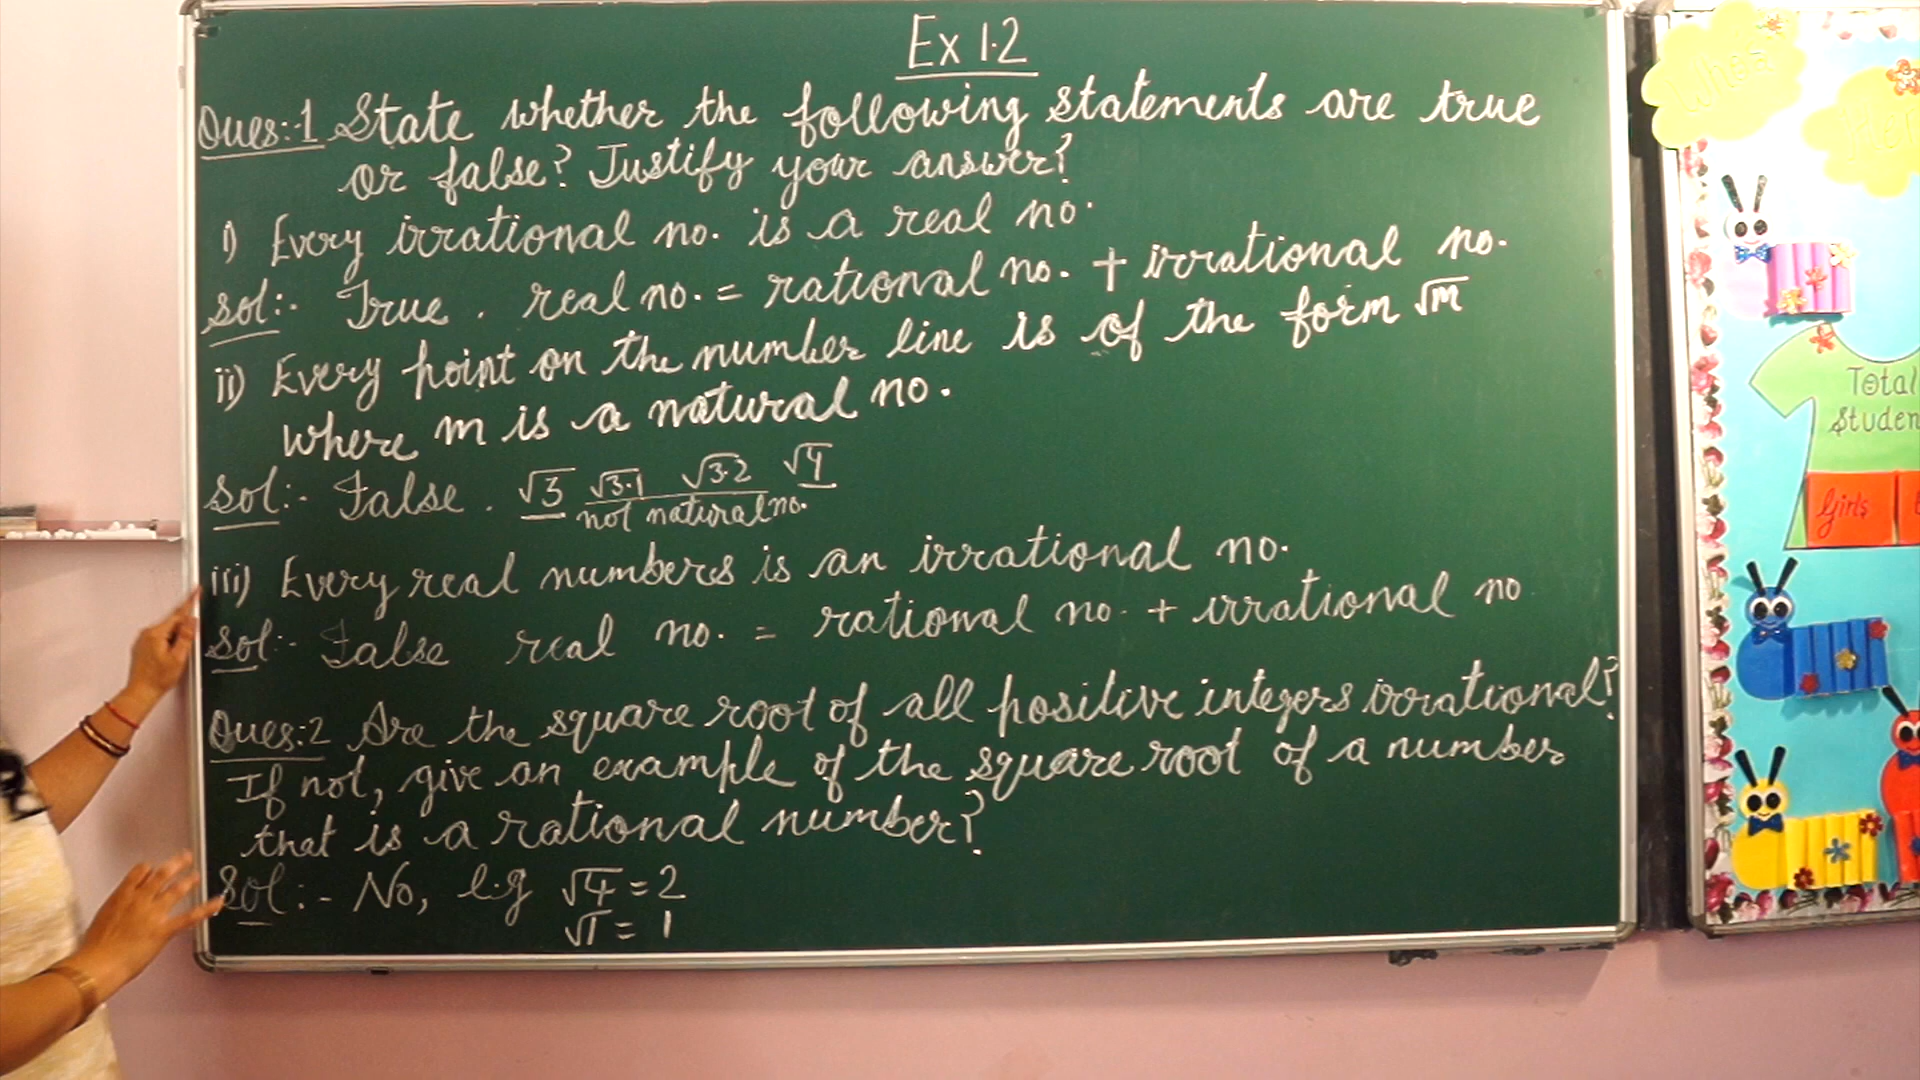 Ex 1.2
Ques:-1 State whether the following statements are true
or false? Justify your answer?
i) Every irrational no. is a real no.
Sol:- True. real no. = rational no. + irrational no.
ii) Every point on the number line is of the form √m
where m is a natural no.
Sol:- False. √3 √3.1 √3.2 √4
not natural no.
iii) Every real numbers is an irrational no.
Sol:- False real no. = rational no. + irrational no
Ques:2 Are the square root of all positive integers irrational?
If not, give an example of the square root of a number
that is a rational number?
Sol:- No, e.g √4 = 2
√1 = 1
When
Total
Studen
Girls